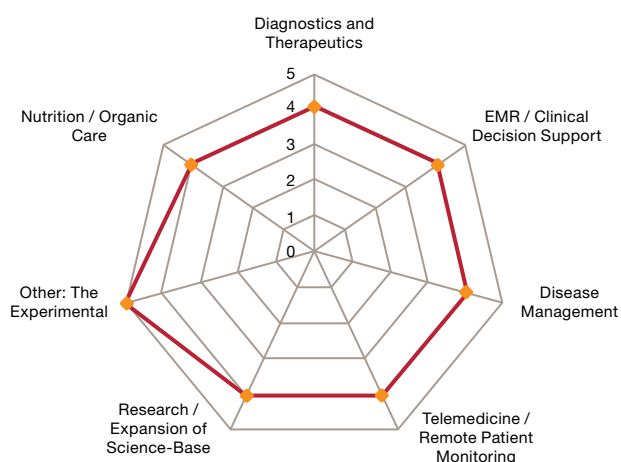 Diagnostics and
Therapeutics
5
4
3
2
1
0
EMR / Clinical
Decision Support
Disease
Management
Telemedicine /
Remote Patient
Monitoring
Research /
Expansion of
Science-Base
Other: The
Experimental
Nutrition / Organic
Care